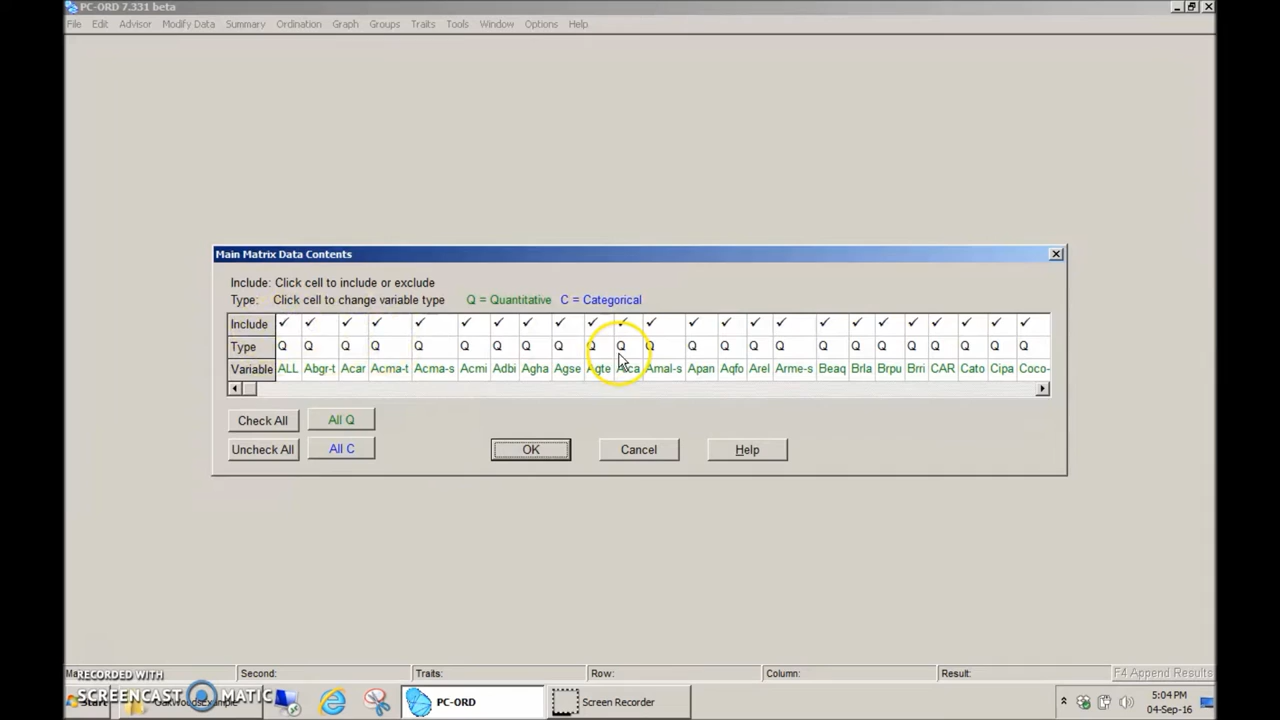 PC-ORD 7.331 beta
File Edit Advisor Modify Data Summary Ordination Graph Groups Traits Tools Window Options Help
Main Matrix Data Contents
Include: Click cell to include or exclude
Type: Click cell to change variable type Q = Quantitative C = Categorical
Include
Type Q Q Q Q Q Q Q Q Q Q Q Q Q Q Q Q Q Q Q Q Q Q Q Q
Variable ALL Abgr-t Acar Acma-t Acma-s Acmi Adbi Agha Agse Agte Amal-s Apan Aqfo Arel Arme-s Beaq Brla Brpu Brri CAR Cato Cipa Coco-
Check All All Q
Uncheck All All C OK Cancel Help
Second: Traits: Row: Column: Result: F4 Append Results
RECORDED WITH
SCREENCAST MATIC
Start PC-ORD Screen Recorder
5:04 PM
04-Sep-16